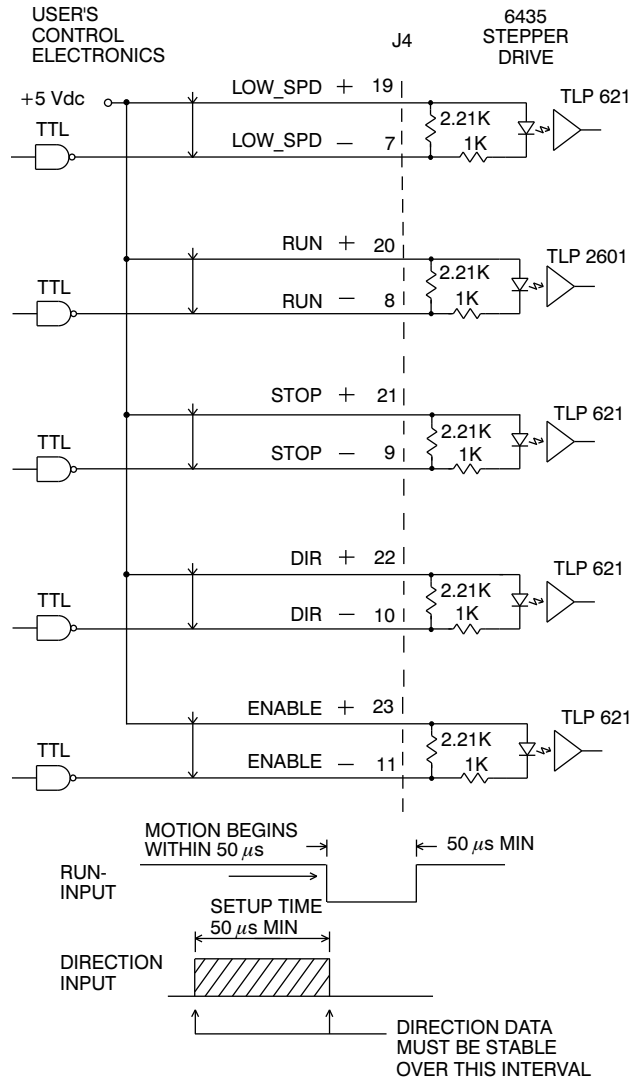 USER'S
CONTROL
ELECTRONICS
J4
6435
STEPPER
DRIVE
+5 Vdc
LOW_SPD + 19
TLP 621
2.21K
TTL
LOW_SPD − 7
1K
RUN + 20
TLP 2601
2.21K
TTL
RUN − 8
1K
STOP + 21
TLP 621
2.21K
TTL
STOP − 9
1K
DIR + 22
TLP 621
2.21K
TTL
DIR − 10
1K
ENABLE + 23
TLP 621
2.21K
TTL
ENABLE − 11
1K
MOTION BEGINS
WITHIN 50 µs
50 µs MIN
RUN-
INPUT
SETUP TIME
50 µs MIN
DIRECTION
INPUT
DIRECTION DATA
MUST BE STABLE
OVER THIS INTERVAL